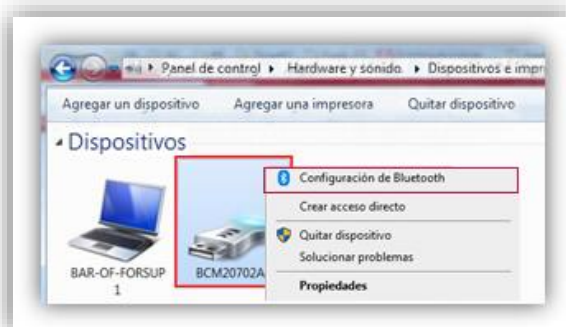 Panel de control ▸ Hardware y sonido ▸ Dispositivos e impr
Agregar un dispositivo Agregar una impresora Quitar dispositivo
Dispositivos
Configuración de Bluetooth
Crear acceso directo
Quitar dispositivo
Solucionar problemas
Propiedades
BAR-OF-FORSUP
1
BCM20702A